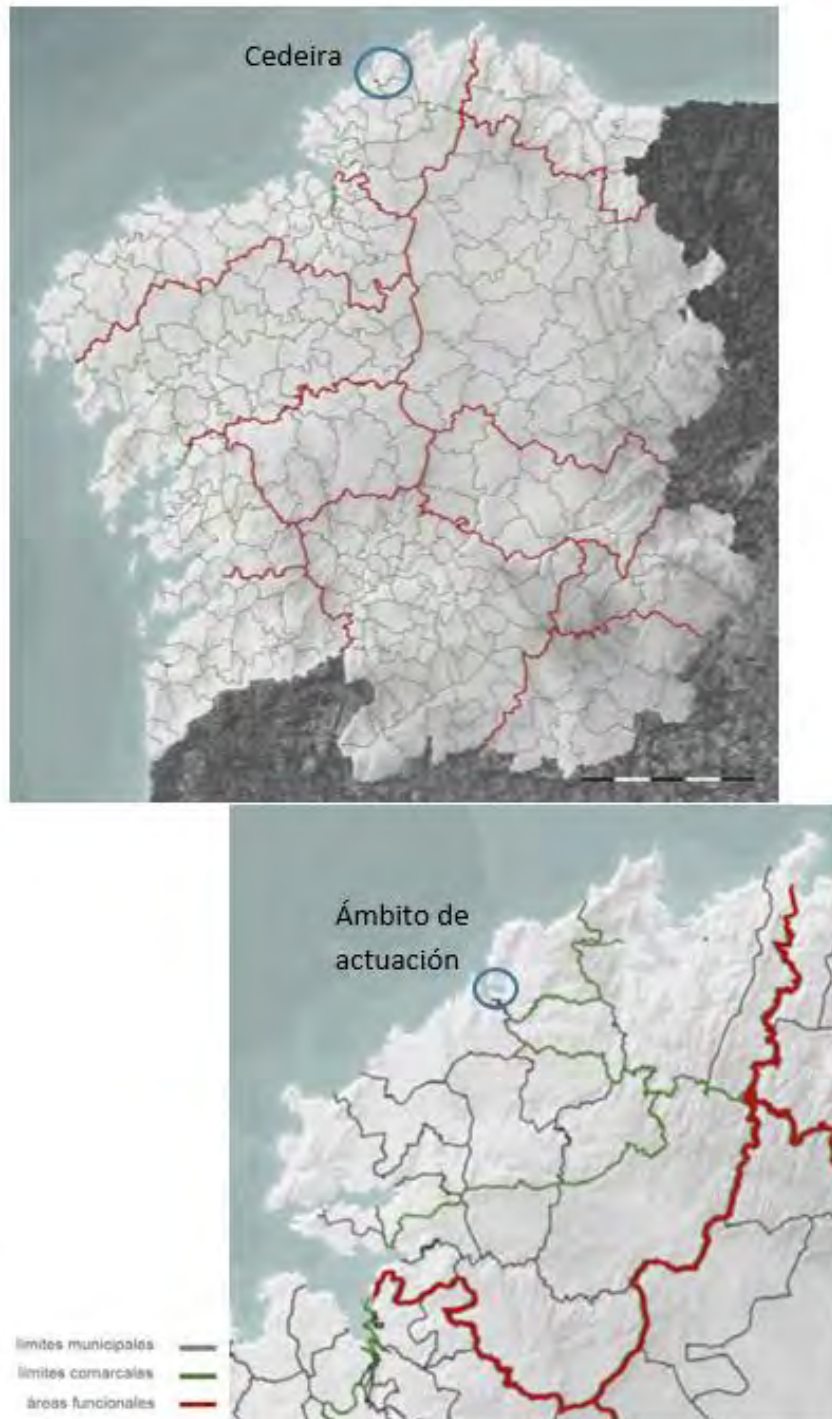 Cedeira
Ámbito de
actuación
límites municipales
límites comarcales
áreas funcionales